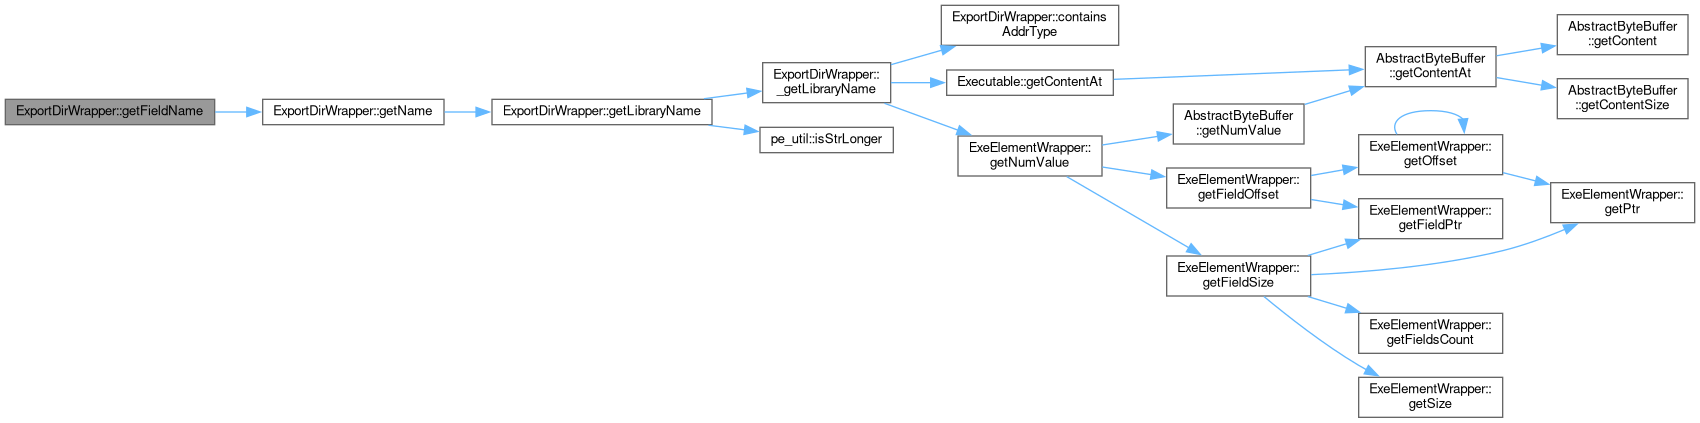 ExportDirWrapper::getFieldName
ExportDirWrapper::getName
ExportDirWrapper::getLibraryName
ExportDirWrapper::
_getLibraryName
pe_util::isStrLonger
ExportDirWrapper::contains
AddrType
Executable::getContentAt
ExeElementWrapper::
getNumValue
AbstractByteBuffer
::getNumValue
ExeElementWrapper::
getFieldOffset
ExeElementWrapper::
getFieldSize
AbstractByteBuffer
::getContentAt
ExeElementWrapper::
getOffset
ExeElementWrapper::
getFieldPtr
ExeElementWrapper::
getFieldsCount
ExeElementWrapper::
getSize
AbstractByteBuffer
::getContent
AbstractByteBuffer
::getContentSize
ExeElementWrapper::
getPtr